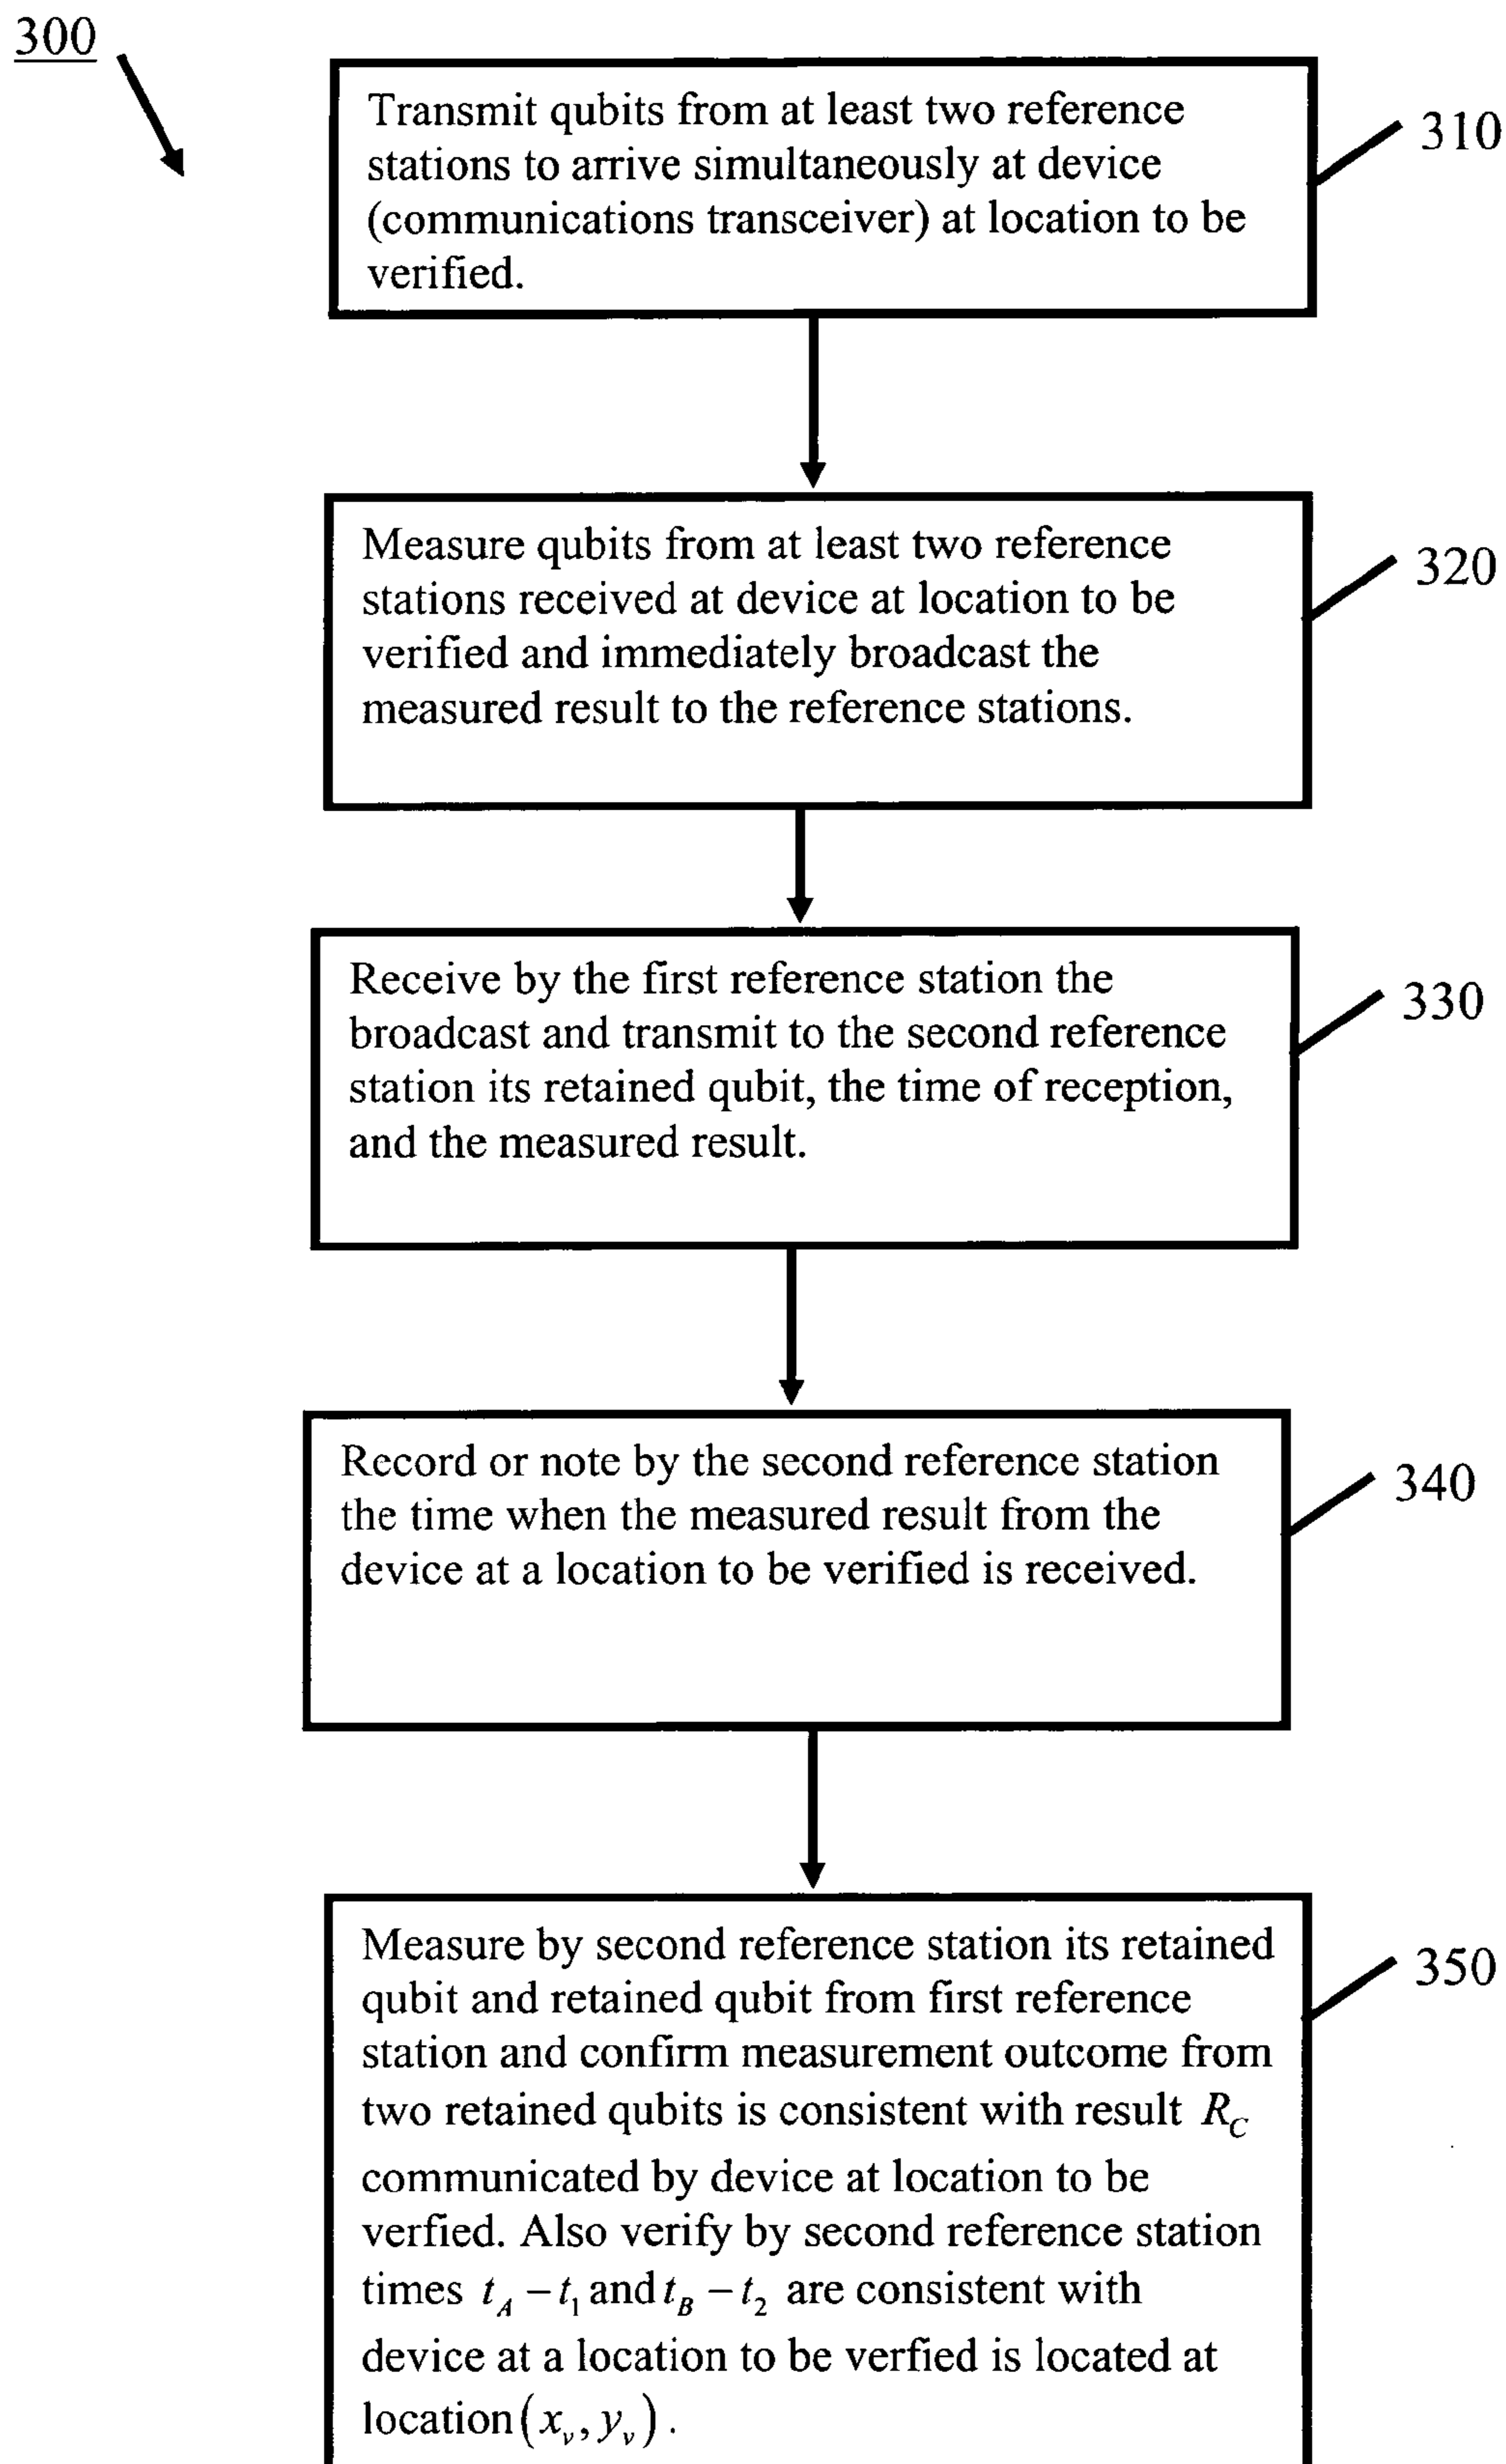 300
Transmit qubits from at least two reference
stations to arrive simultaneously at device
(communications transceiver) at location to be
verified.
310
Measure qubits from at least two reference
stations received at device at location to be
verified and immediately broadcast the
measured result to the reference stations.
320
Receive by the first reference station the
broadcast and transmit to the second reference
station its retained qubit, the time of reception,
and the measured result.
330
Record or note by the second reference station
the time when the measured result from the
device at a location to be verified is received.
340
Measure by second reference station its retained
qubit and retained qubit from first reference
station and confirm measurement outcome from
two retained qubits is consistent with result R_C
communicated by device at location to be
verfied. Also verify by second reference station
times t_A – t_1 and t_B – t_2 are consistent with
device at a location to be verfied is located at
location (x_v, y_v).
350